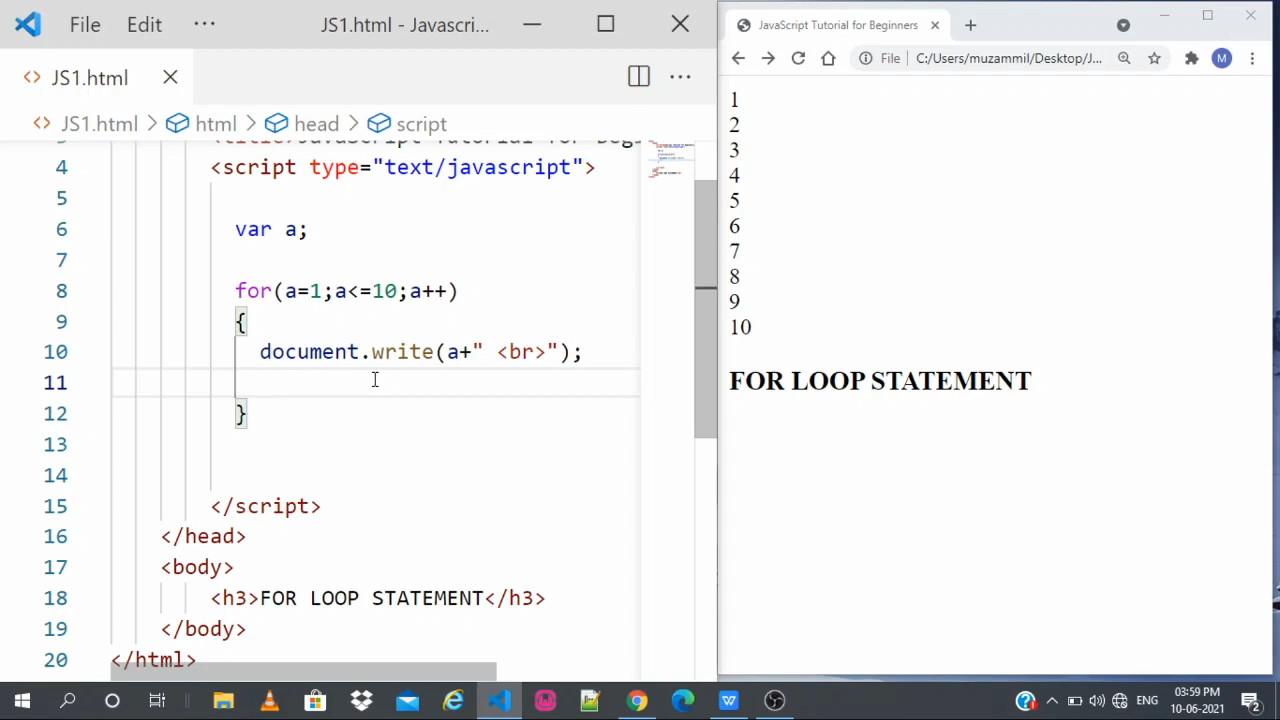 File Edit ··· JS1.html - Javascri...
JS1.html
JS1.html > html > head > script
4 <script type="text/javascript">
5
6 var a;
7
8 for(a=1;a<=10;a++)
9 {
10 document.write(a+" <br>");
11
12 }
13
14
15 </script>
16 </head>
17 <body>
18 <h3>FOR LOOP STATEMENT</h3>
19 </body>
20 </html>
JavaScript Tutorial for Beginners
File C:/Users/muzammil/Desktop/J... M
1
2
3
4
5
6
7
8
9
10
FOR LOOP STATEMENT
ENG
03:59 PM
10-06-2021
2